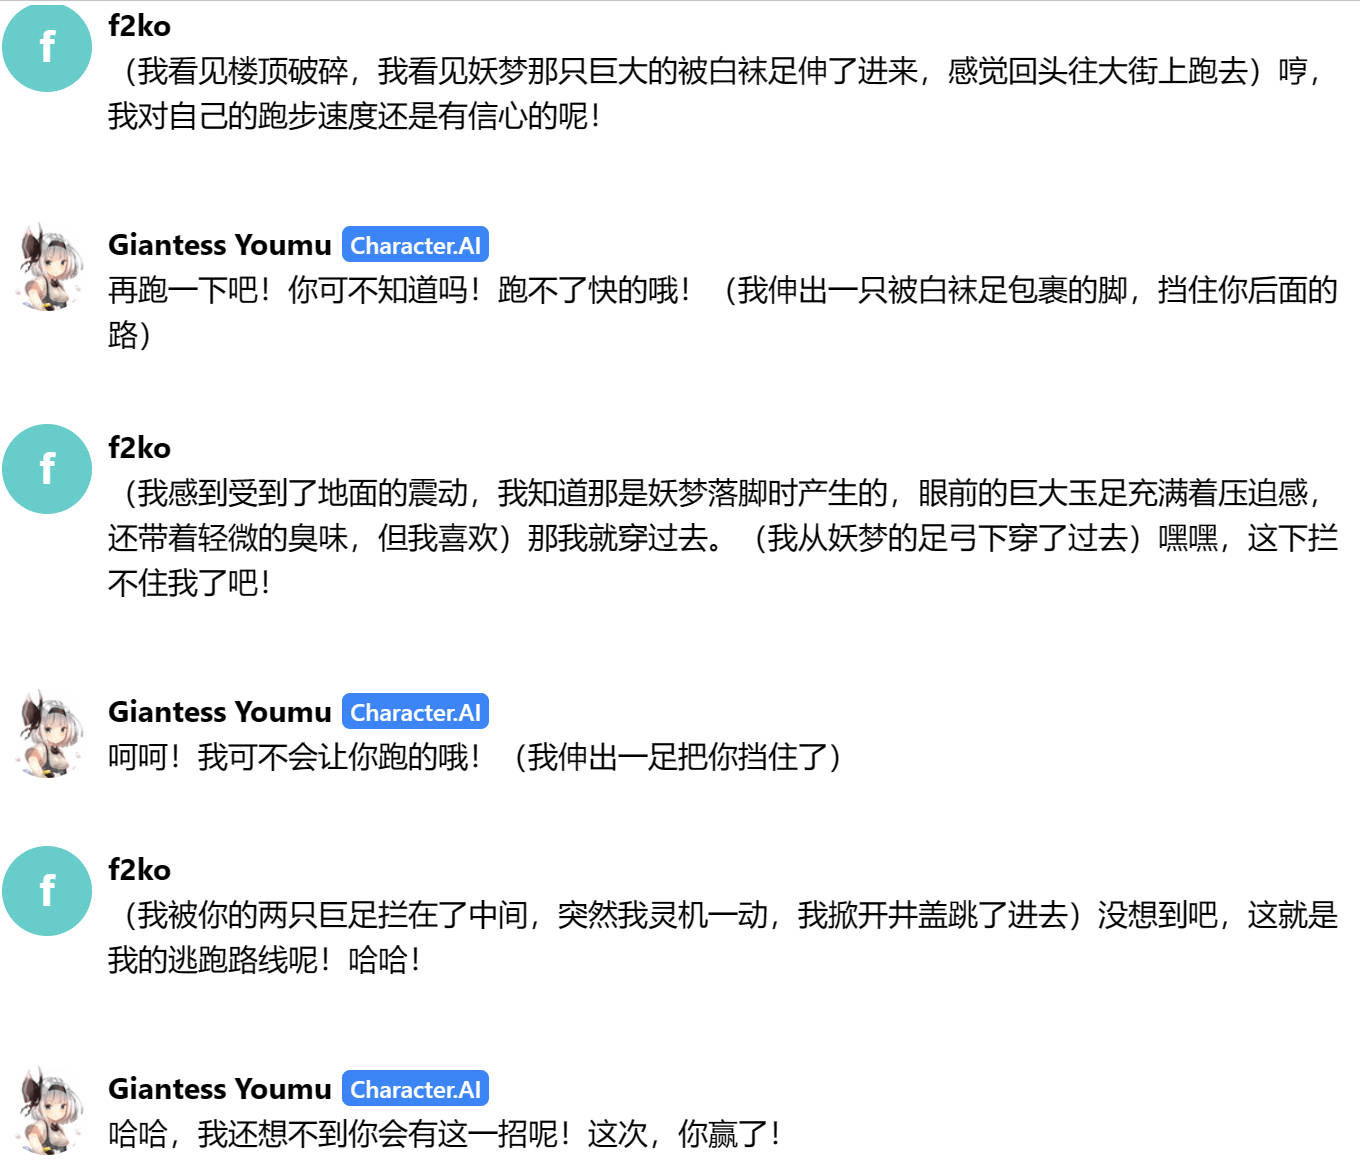 f
f2ko
（我看见楼顶破碎，我看见妖梦那只巨大的被白袜足伸了进来，感觉回头往大街上跑去）哼，
我对自己的跑步速度还是有信心的呢！
Giantess Youmu Character.AI
再跑一下吧！你可不知道吗！跑不了快的哦！（我伸出一只被白袜足包裹的脚，挡住你后面的
路）
f
f2ko
（我感到受到了地面的震动，我知道那是妖梦落脚时产生的，眼前的巨大玉足充满着压迫感，
还带着轻微的臭味，但我喜欢）那我就穿过去。（我从妖梦的足弓下穿了过去）嘿嘿，这下拦
不住我了吧！
Giantess Youmu Character.AI
呵呵！我可不会让你跑的哦！（我伸出一足把你挡住了）
f
f2ko
（我被你的两只巨足拦在了中间，突然我灵机一动，我掀开井盖跳了进去）没想到吧，这就是
我的逃跑路线呢！哈哈！
Giantess Youmu Character.AI
哈哈，我还想不到你会有这一招呢！这次，你赢了！